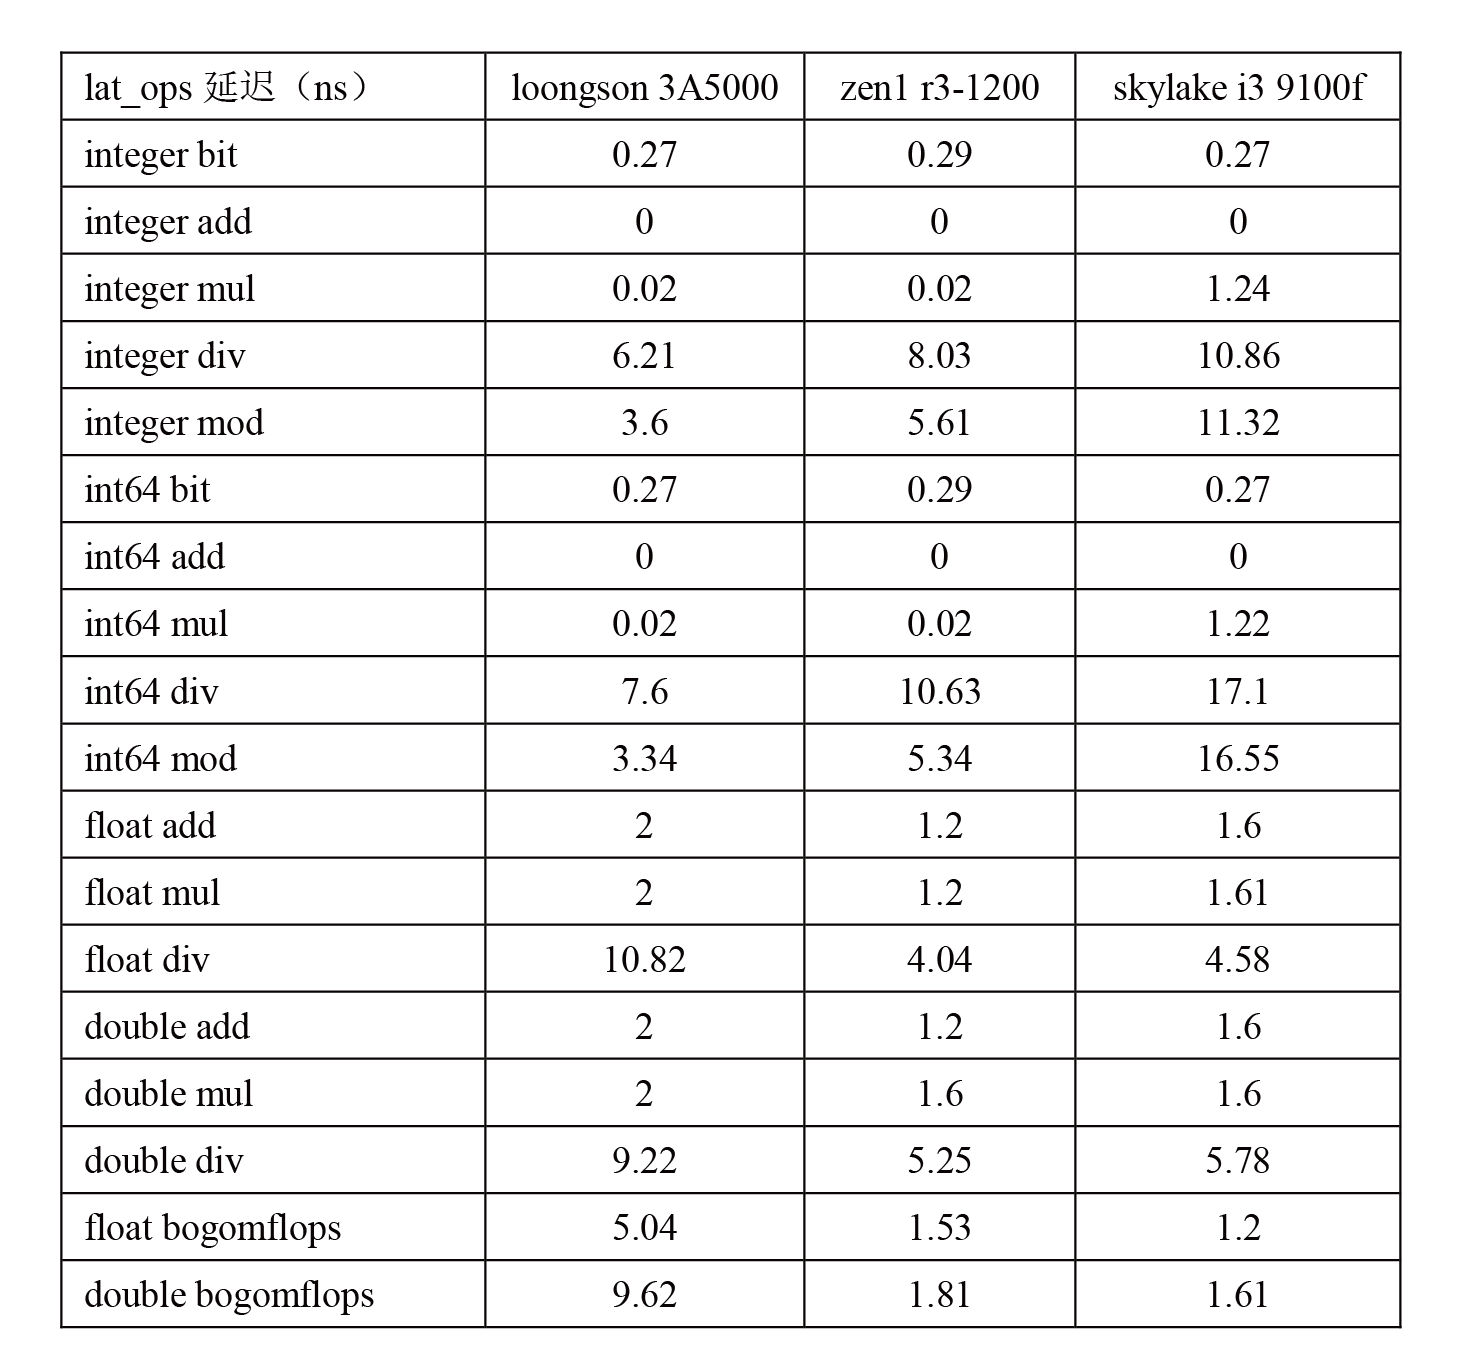 lat_ops 延迟（ns） loongson 3A5000 zen1 r3-1200 skylake i3 9100f
integer bit 0.27 0.29 0.27
integer add 0 0 0
integer mul 0.02 0.02 1.24
integer div 6.21 8.03 10.86
integer mod 3.6 5.61 11.32
int64 bit 0.27 0.29 0.27
int64 add 0 0 0
int64 mul 0.02 0.02 1.22
int64 div 7.6 10.63 17.1
int64 mod 3.34 5.34 16.55
float add 2 1.2 1.6
float mul 2 1.2 1.61
float div 10.82 4.04 4.58
double add 2 1.2 1.6
double mul 2 1.6 1.6
double div 9.22 5.25 5.78
float bogomflops 5.04 1.53 1.2
double bogomflops 9.62 1.81 1.61